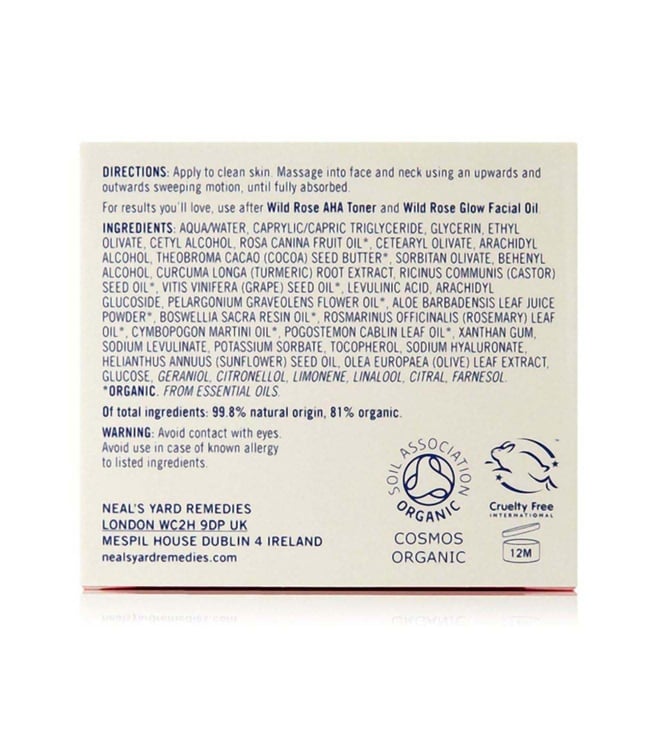 DIRECTIONS: Apply to clean skin. Massage into face and neck using an upwards and
outwards sweeping motion, until fully absorbed.
For results you'll love, use after Wild Rose AHA Toner and Wild Rose Glow Facial Oil
INGREDIENTS: AQUA/WATER, CAPRYLIC/CAPRIC TRIGLYCERIDE, GLYCERIN, ETHYL
OLIVATE, CETYL ALCOHOL, ROSA CANINA FRUIT OIL*, CETEARYL OLIVATE, ARACHIDYL
ALCOHOL, THEOBROMA CACAO (COCOA) SEED BUTTER*, SORBITAN OLIVATE, BEHENYL
ALCOHOL, CURCUMA LONGA (TURMERIC) ROOT EXTRACT, RICINUS COMMUNIS (CASTOR)
SEED OIL*, VITIS VINIFERA (GRAPE) SEED OIL*, LEVULINIC ACID, ARACHIDYL
GLUCOSIDE, PELARGONIUM GRAVEOLENS FLOWER OIL*, ALOE BARBADENSIS LEAF JUICE
POWDER*, BOSWELLIA SACRA RESIN OIL*, ROSMARINUS OFFICINALIS (ROSEMARY) LEAF
OIL*, CYMBOPOGON MARTINI OIL*, POGOSTEMON CABLIN LEAF OIL*, XANTHAN GUM,
SODIUM LEVULINATE, POTASSIUM SORBATE, TOCOPHEROL, SODIUM HYALURONATE,
HELIANTHUS ANNUUS (SUNFLOWER) SEED OIL, OLEA EUROPAEA (OLIVE) LEAF EXTRACT,
GLUCOSE, GERANIOL, CITRONELLOL, LIMONENE, LINALOOL, CITRAL, FARNESOL.
*ORGANIC. FROM ESSENTIAL OILS.
Of total ingredients: 99.8% natural origin, 81% organic.
WARNING: Avoid contact with eyes.
Avoid use in case of known allergy
to listed ingredients.
NEAL'S YARD REMEDIES
LONDON WC2H 9DP UK
MESPIL HOUSE DUBLIN 4 IRELAND
nealsyardremedies.com
SOIL ASSOCIATION
ORGANIC
COSMOS
ORGANIC
Cruelty Free
INTERNATIONAL
12M